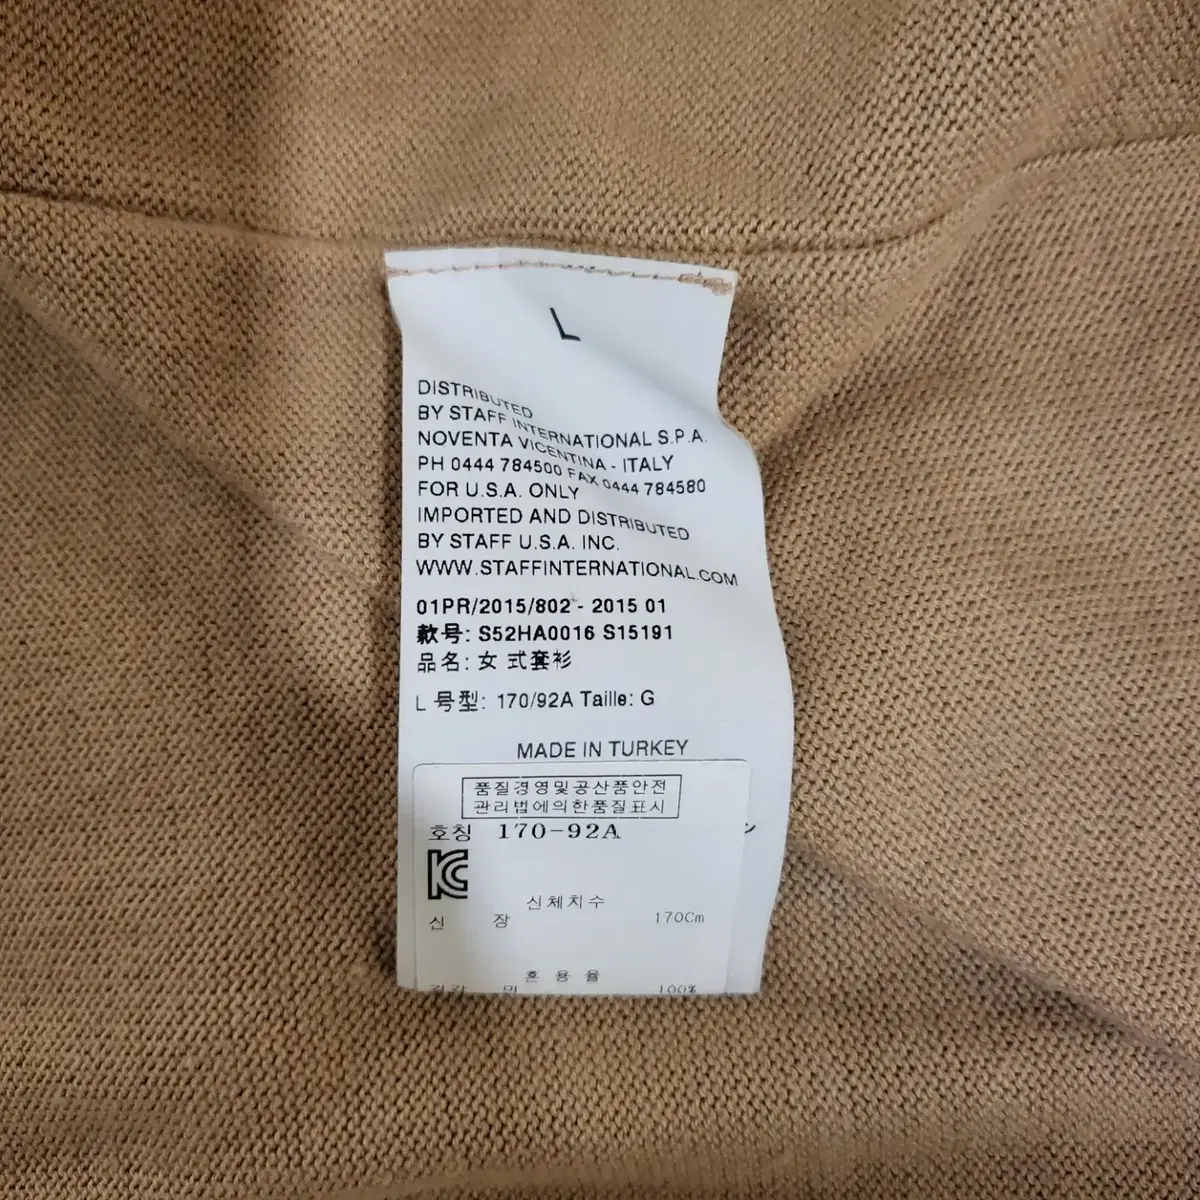 L
DISTRIBUTED
BY STAFF INTERNATIONAL S.P.A.
NOVENTA VICENTINA - ITALY
PH 0444 784500 FAX 0444 784580
FOR U.S.A. ONLY
IMPORTED AND DISTRIBUTED
BY STAFF U.S.A. INC.
WWW.STAFFINTERNATIONAL.COM
01PR/2015/802 - 2015 01
款号: S52HA0016 S15191
品名: 女 式套衫
L 号型: 170/92A Taille: G
MADE IN TURKEY
품질경영및공산품안전
관리법에의한품질표시
호칭 170-92A
신체치수
신 장 170Cm
혼 용 율
100%